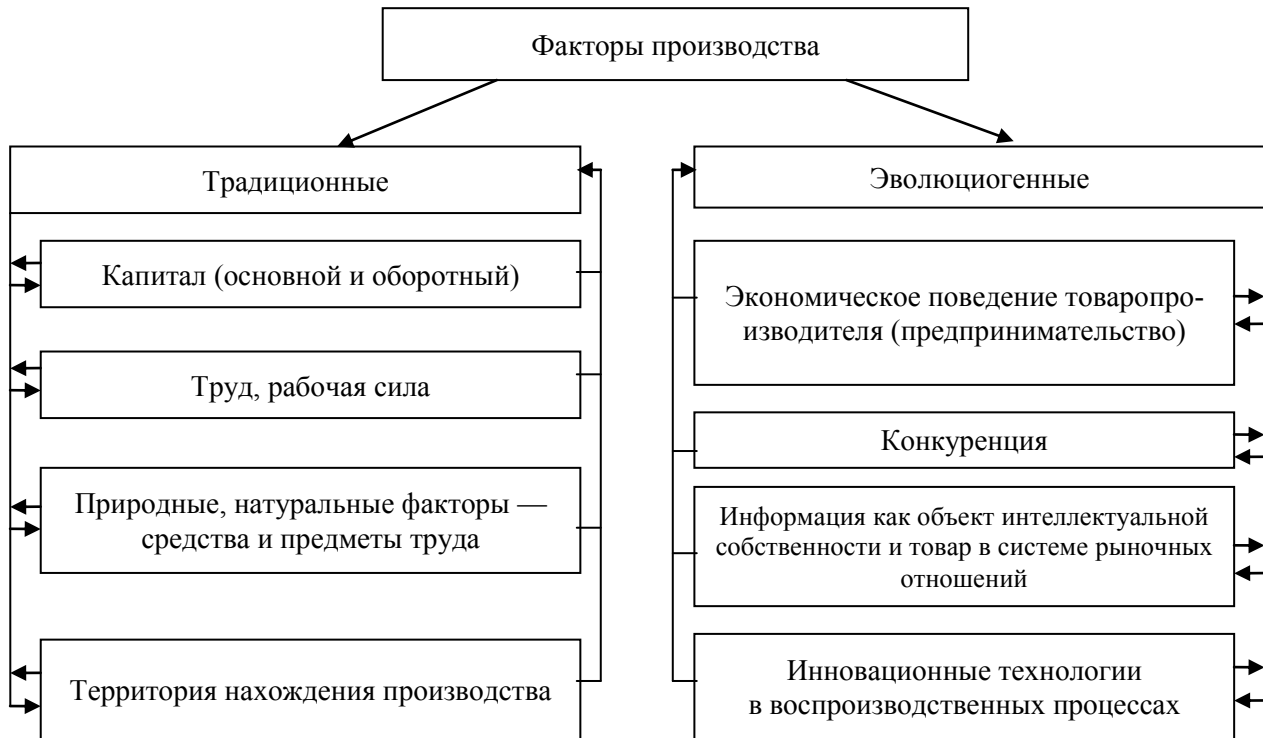 Факторы производства
Традиционные
Капитал (основной и оборотный)
Труд, рабочая сила
Природные, натуральные факторы —
средства и предметы труда
Территория нахождения производства
Эволюциогенные
Экономическое поведение товаропро-
изводителя (предпринимательство)
Конкуренция
Информация как объект интеллектуальной
собственности и товар в системе рыночных
отношений
Инновационные технологии
в воспроизводственных процессах